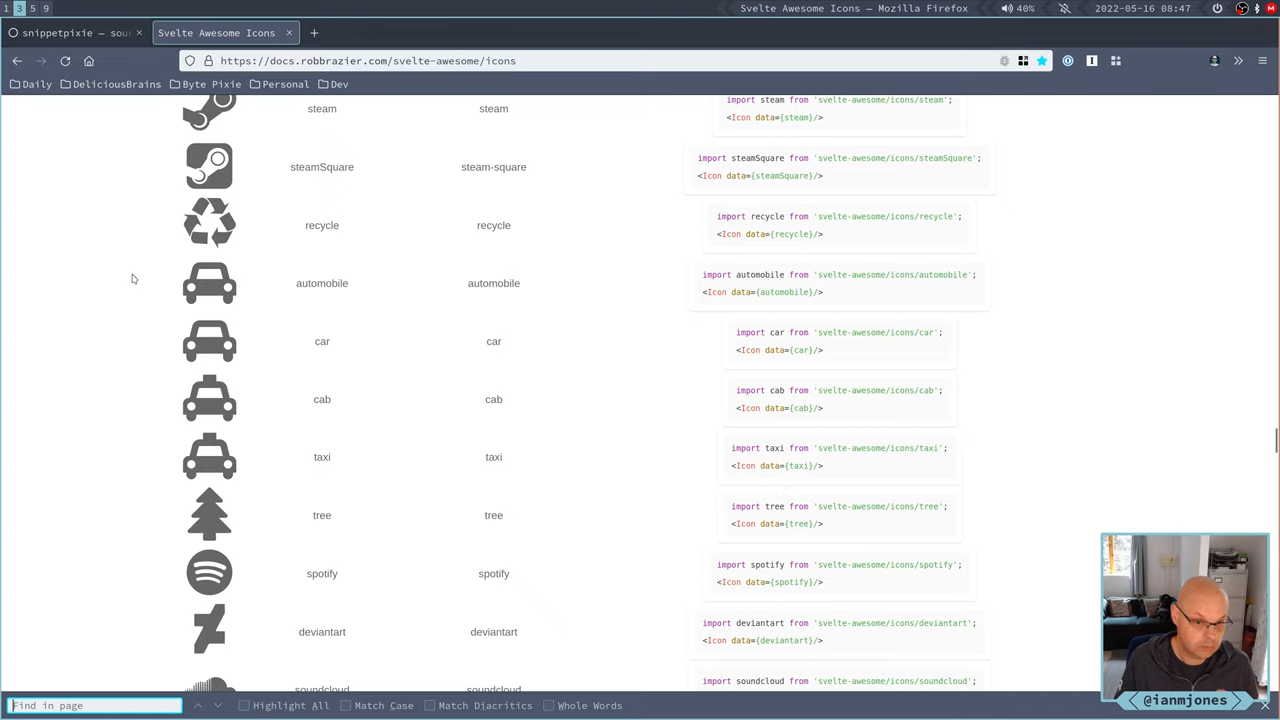 1 3 5 9
Svelte Awesome Icons — Mozilla Firefox
40%
2022-05-16 08:47
snippetpixie — sour
Svelte Awesome Icons
https://docs.robbrazier.com/svelte-awesome/icons
Daily
DeliciousBrains
Byte Pixie
Personal
Dev
steam steam
import steam from 'svelte-awesome/icons/steam';
<Icon data={steam}/>
steamSquare steam-square
import steamSquare from 'svelte-awesome/icons/steamSquare';
<Icon data={steamSquare}/>
recycle recycle
import recycle from 'svelte-awesome/icons/recycle';
<Icon data={recycle}/>
automobile automobile
import automobile from 'svelte-awesome/icons/automobile';
<Icon data={automobile}/>
car car
import car from 'svelte-awesome/icons/car';
<Icon data={car}/>
cab cab
import cab from 'svelte-awesome/icons/cab';
<Icon data={cab}/>
taxi taxi
import taxi from 'svelte-awesome/icons/taxi';
<Icon data={taxi}/>
tree tree
import tree from 'svelte-awesome/icons/tree';
<Icon data={tree}/>
spotify spotify
import spotify from 'svelte-awesome/icons/spotify';
<Icon data={spotify}/>
deviantart deviantart
import deviantart from 'svelte-awesome/icons/deviantart';
<Icon data={deviantart}/>
soundcloud soundcloud
import soundcloud from 'svelte-awesome/icons/soundcloud';
@ianmjones
Find in page
Highlight All
Match Case
Match Diacritics
Whole Words